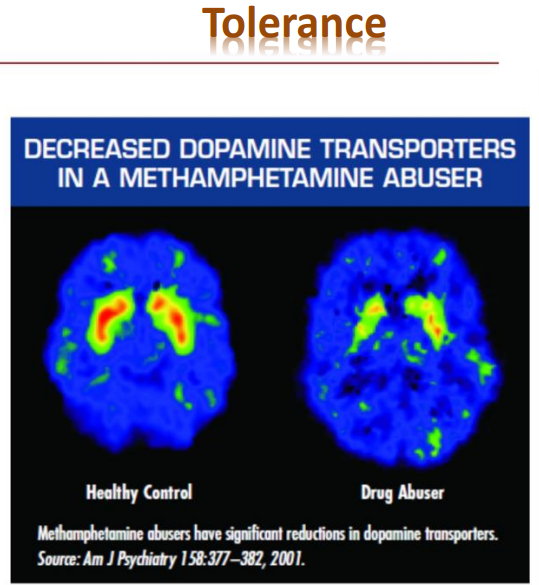 Tolerance
DECREASED DOPAMINE TRANSPORTERS
IN A METHAMPHETAMINE ABUSER
Healthy Control
Drug Abuser
Methamphetamine abusers have significant reductions in dopamine transporters.
Source: Am J Psychiatry 158:377–382, 2001.